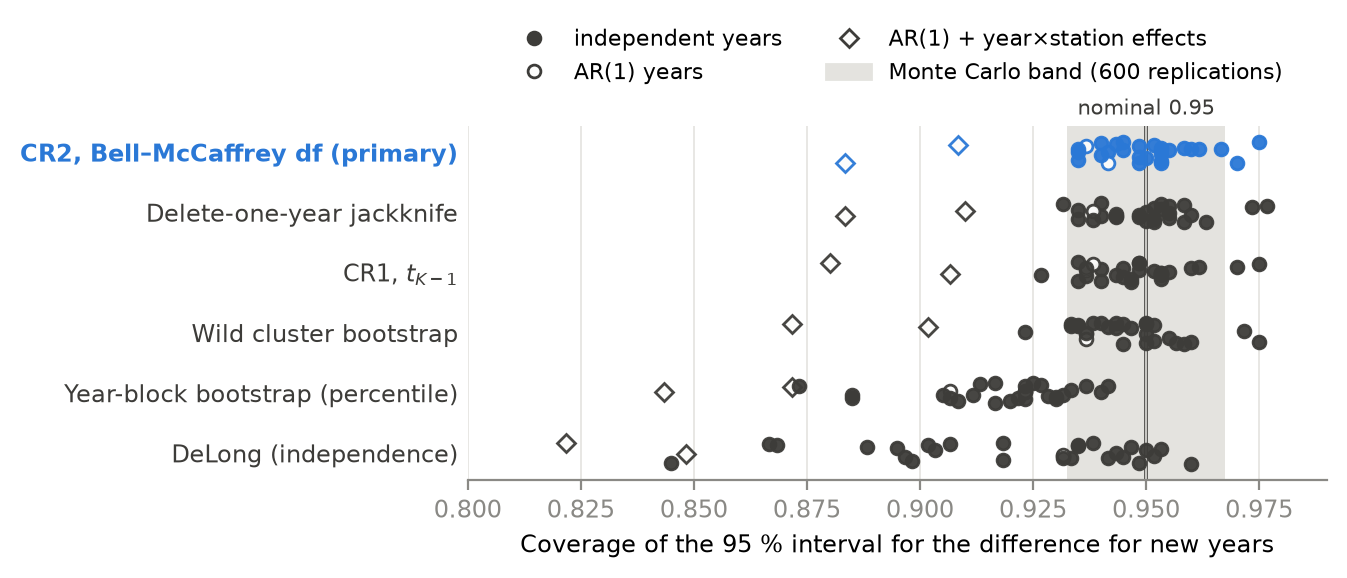 independent years
AR(1) years
AR(1) + year×station effects
Monte Carlo band (600 replications)
nominal 0.95
CR2, Bell–McCaffrey df (primary)
Delete-one-year jackknife
CR1, t_{K−1}
Wild cluster bootstrap
Year-block bootstrap (percentile)
DeLong (independence)
0.800 0.825 0.850 0.875 0.900 0.925 0.950 0.975
Coverage of the 95 % interval for the difference for new years